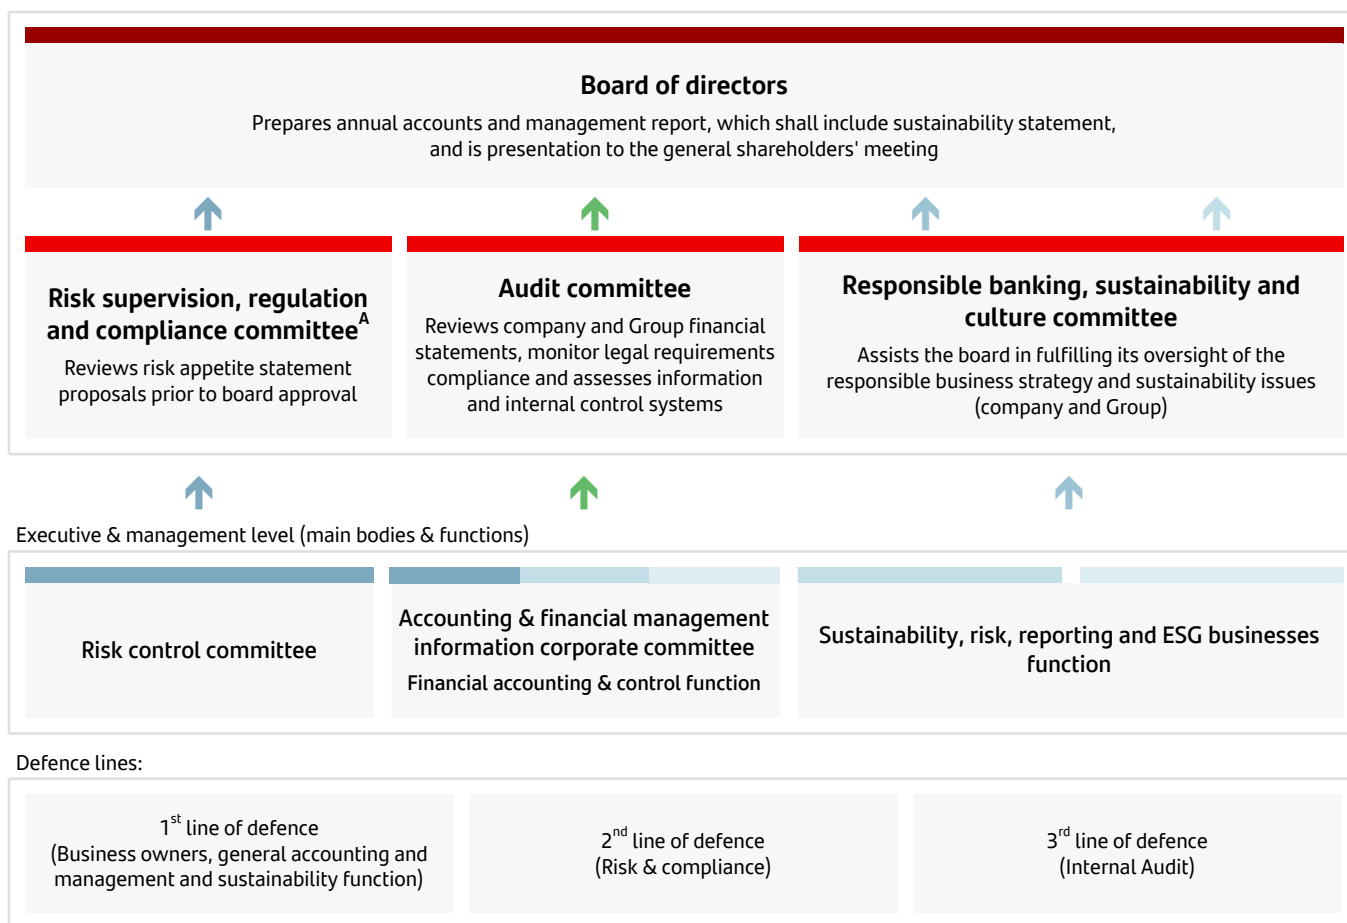 Board of directors
Prepares annual accounts and management report, which shall include sustainability statement,
and is presentation to the general shareholders' meeting
Risk supervision, regulation
and compliance committee^A
Reviews risk appetite statement
proposals prior to board approval
Audit committee
Reviews company and Group financial
statements, monitor legal requirements
compliance and assesses information
and internal control systems
Responsible banking, sustainability and
culture committee
Assists the board in fulfilling its oversight of the
responsible business strategy and sustainability issues
(company and Group)
Executive & management level (main bodies & functions)
Risk control committee
Accounting & financial management
information corporate committee
Financial accounting & control function
Sustainability, risk, reporting and ESG businesses
function
Defence lines:
1st line of defence
(Business owners, general accounting and
management and sustainability function)
2nd line of defence
(Risk & compliance)
3rd line of defence
(Internal Audit)